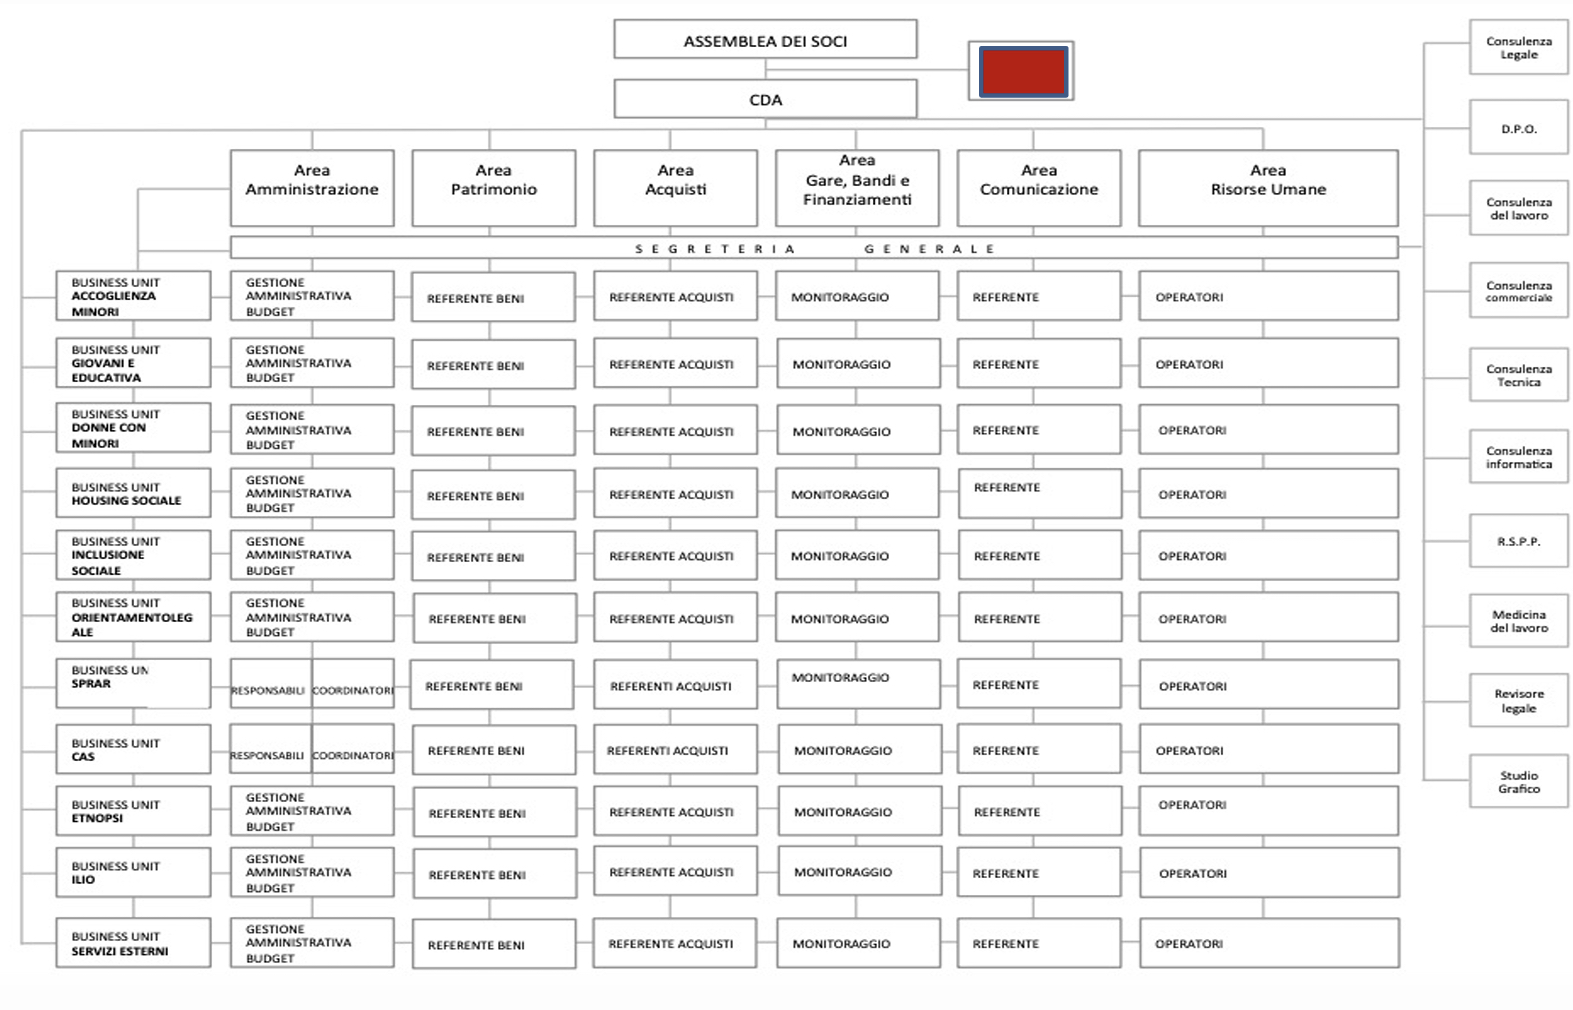 ASSEMBLEA DEI SOCI
CDA
Area
Amministrazione
Area
Patrimonio
Area
Acquisti
Area
Gare, Bandi e
Finanziamenti
Area
Comunicazione
Area
Risorse Umane
SEGRETERIA GENERALE
BUSINESS UNIT
ACCOGLIENZA
MINORI
GESTIONE
AMMINISTRATIVA
BUDGET
REFERENTE BENI
REFERENTE ACQUISTI
MONITORAGGIO
REFERENTE
OPERATORI
BUSINESS UNIT
GIOVANI E
EDUCATIVA
GESTIONE
AMMINISTRATIVA
BUDGET
REFERENTE BENI
REFERENTE ACQUISTI
MONITORAGGIO
REFERENTE
OPERATORI
BUSINESS UNIT
DONNE CON
MINORI
GESTIONE
AMMINISTRATIVA
BUDGET
REFERENTE BENI
REFERENTE ACQUISTI
MONITORAGGIO
REFERENTE
OPERATORI
BUSINESS UNIT
HOUSING SOCIALE
GESTIONE
AMMINISTRATIVA
BUDGET
REFERENTE BENI
REFERENTE ACQUISTI
MONITORAGGIO
REFERENTE
OPERATORI
BUSINESS UNIT
INCLUSIONE
SOCIALE
GESTIONE
AMMINISTRATIVA
BUDGET
REFERENTE BENI
REFERENTE ACQUISTI
MONITORAGGIO
REFERENTE
OPERATORI
BUSINESS UNIT
ORIENTAMENTOLEG
ALE
GESTIONE
AMMINISTRATIVA
BUDGET
REFERENTE BENI
REFERENTE ACQUISTI
MONITORAGGIO
REFERENTE
OPERATORI
BUSINESS UN
SPRAR
RESPONSABILI
COORDINATORI
REFERENTE BENI
REFERENTI ACQUISTI
MONITORAGGIO
REFERENTE
OPERATORI
BUSINESS UNIT
CAS
RESPONSABILI
COORDINATORI
REFERENTE BENI
REFERENTI ACQUISTI
MONITORAGGIO
REFERENTE
OPERATORI
BUSINESS UNIT
ETNOPSI
GESTIONE
AMMINISTRATIVA
BUDGET
REFERENTE BENI
REFERENTE ACQUISTI
MONITORAGGIO
REFERENTE
OPERATORI
BUSINESS UNIT
ILIO
GESTIONE
AMMINISTRATIVA
BUDGET
REFERENTE BENI
REFERENTE ACQUISTI
MONITORAGGIO
REFERENTE
OPERATORI
BUSINESS UNIT
SERVIZI ESTERNI
GESTIONE
AMMINISTRATIVA
BUDGET
REFERENTE BENI
REFERENTE ACQUISTI
MONITORAGGIO
REFERENTE
OPERATORI
Consulenza
Legale
D.P.O.
Consulenza
del lavoro
Consulenza
commerciale
Consulenza
Tecnica
Consulenza
informatica
R.S.P.P.
Medicina
del lavoro
Revisore
legale
Studio
Grafico